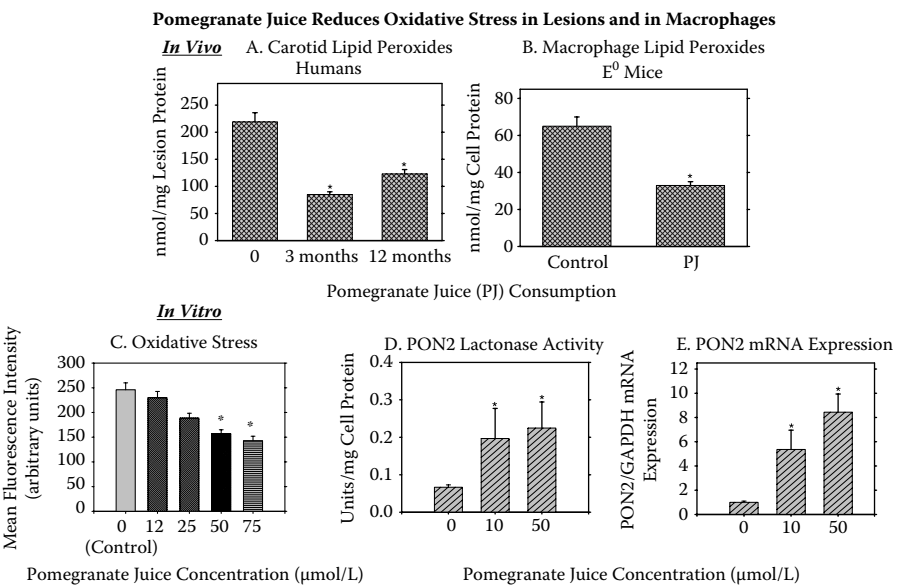 Pomegranate Juice Reduces Oxidative Stress in Lesions and in Macrophages
In Vivo
A. Carotid Lipid Peroxides
Humans
nmol/mg Lesion Protein
250
200
150
100
50
0
0 3 months 12 months
*
*
B. Macrophage Lipid Peroxides
E⁰ Mice
nmol/mg Cell Protein
80
60
40
20
0
*
Control PJ
Pomegranate Juice (PJ) Consumption
In Vitro
C. Oxidative Stress
Mean Fluorescence Intensity
(arbitrary units)
300
250
200
150
100
50
0
*
*
0 12 25 50 75
(Control)
Pomegranate Juice Concentration (μmol/L)
D. PON2 Lactonase Activity
Units/mg Cell Protein
0.4
0.3
0.2
0.1
0.0
*
*
0 10 50
E. PON2 mRNA Expression
PON2/GAPDH mRNA
Expression
12
10
8
6
4
2
0
*
*
0 10 50
Pomegranate Juice Concentration (μmol/L)